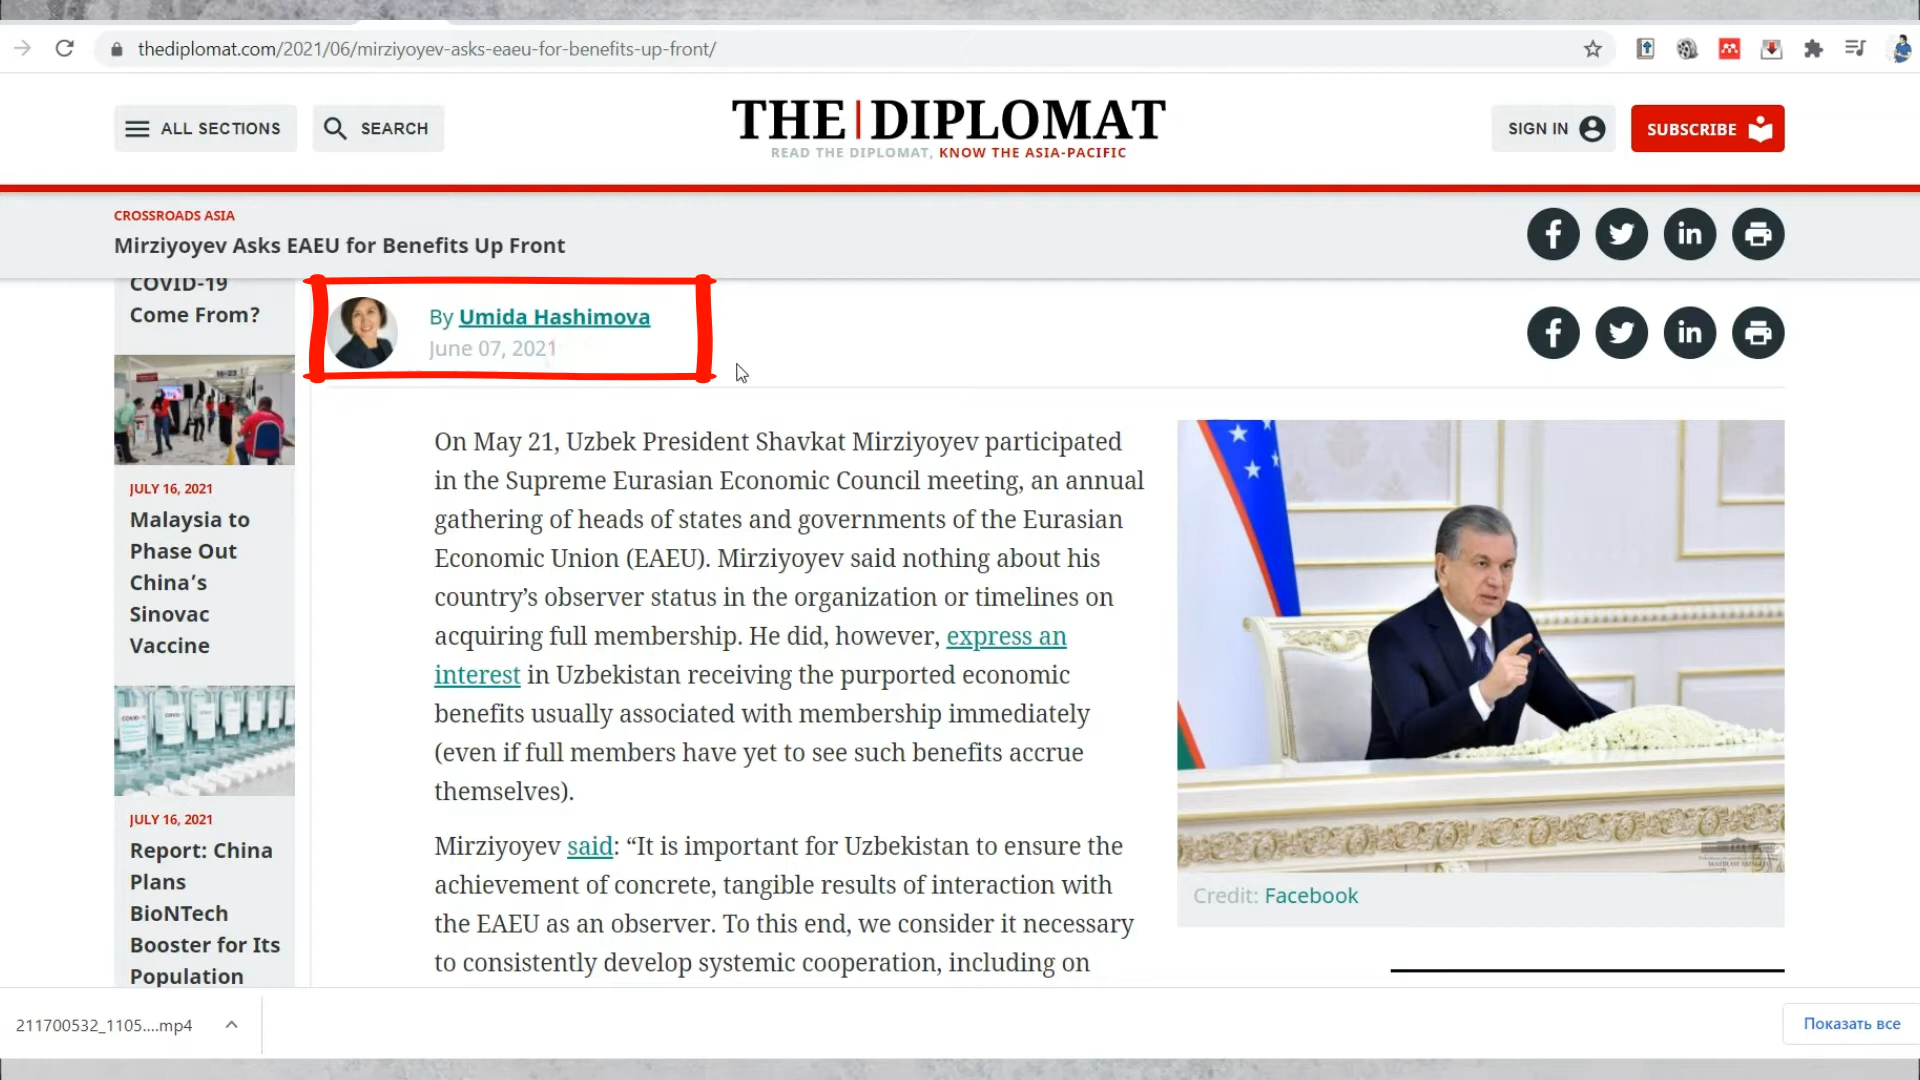 thediplomat.com/2021/06/mirziyoyev-asks-eaeu-for-benefits-up-front/
ALL SECTIONS
SEARCH
THE|DIPLOMAT
READ THE DIPLOMAT, KNOW THE ASIA-PACIFIC
SIGN IN
SUBSCRIBE
CROSSROADS ASIA
Mirziyoyev Asks EAEU for Benefits Up Front
COVID-19
Come From?
JULY 16, 2021
Malaysia to
Phase Out
China’s
Sinovac
Vaccine
JULY 16, 2021
Report: China
Plans
BioNTech
Booster for Its
Population
By Umida Hashimova
June 07, 2021
On May 21, Uzbek President Shavkat Mirziyoyev participated
in the Supreme Eurasian Economic Council meeting, an annual
gathering of heads of states and governments of the Eurasian
Economic Union (EAEU). Mirziyoyev said nothing about his
country’s observer status in the organization or timelines on
acquiring full membership. He did, however, express an
interest in Uzbekistan receiving the purported economic
benefits usually associated with membership immediately
(even if full members have yet to see such benefits accrue
themselves).
Mirziyoyev said: “It is important for Uzbekistan to ensure the
achievement of concrete, tangible results of interaction with
the EAEU as an observer. To this end, we consider it necessary
to consistently develop systemic cooperation, including on
Credit: Facebook
211700532_1105....mp4
Показать все